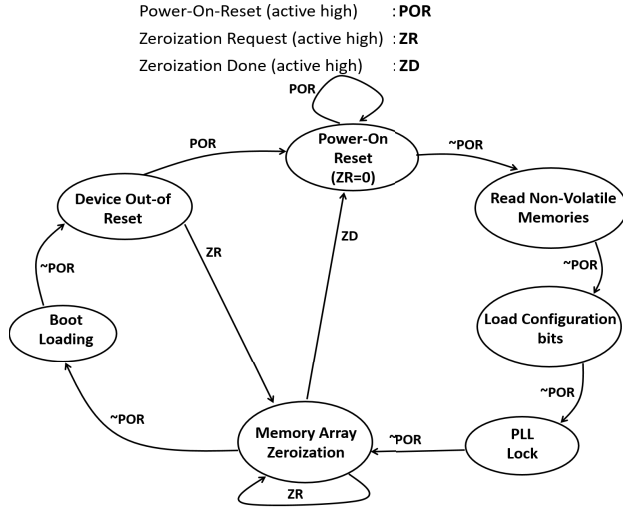 Power-On-Reset (active high) : POR
Zeroization Request (active high) : ZR
Zeroization Done (active high) : ZD
POR
Power-On
Reset
(ZR=0)
POR
~POR
Device Out-of
Reset
Read Non-Volatile
Memories
ZR
ZD
~POR
~POR
Boot
Loading
Load Configuration
bits
~POR
~POR
Memory Array
Zeroization
~POR
PLL
Lock
ZR